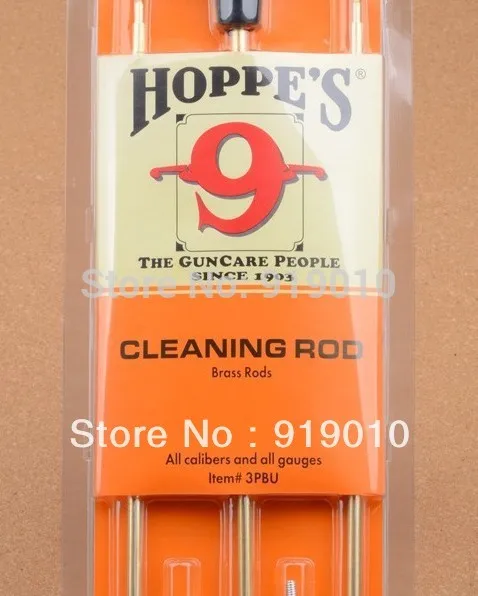 HOPPE'S®
9
THE GUNCARE PEOPLE
SINCE 1903
Store No: 919010
CLEANING ROD
Brass Rods
Store No : 919010
All calibers and all gauges
Item# 3PBU